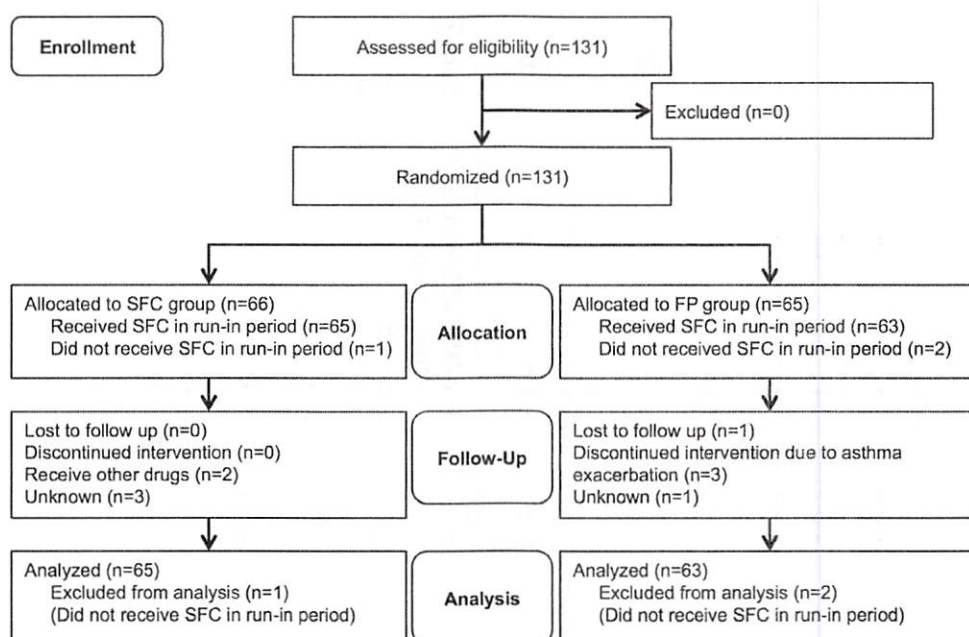 Enrollment
Assessed for eligibility (n=131)
Excluded (n=0)
Randomized (n=131)
Allocated to SFC group (n=66)
Received SFC in run-in period (n=65)
Did not receive SFC in run-in period (n=1)
Allocation
Allocated to FP group (n=65)
Received SFC in run-in period (n=63)
Did not received SFC in run-in period (n=2)
Lost to follow up (n=0)
Discontinued intervention (n=0)
Receive other drugs (n=2)
Unknown (n=3)
Follow-Up
Lost to follow up (n=1)
Discontinued intervention due to asthma
exacerbation (n=3)
Unknown (n=1)
Analyzed (n=65)
Excluded from analysis (n=1)
(Did not receive SFC in run-in period)
Analysis
Analyzed (n=63)
Excluded from analysis (n=2)
(Did not receive SFC in run-in period)